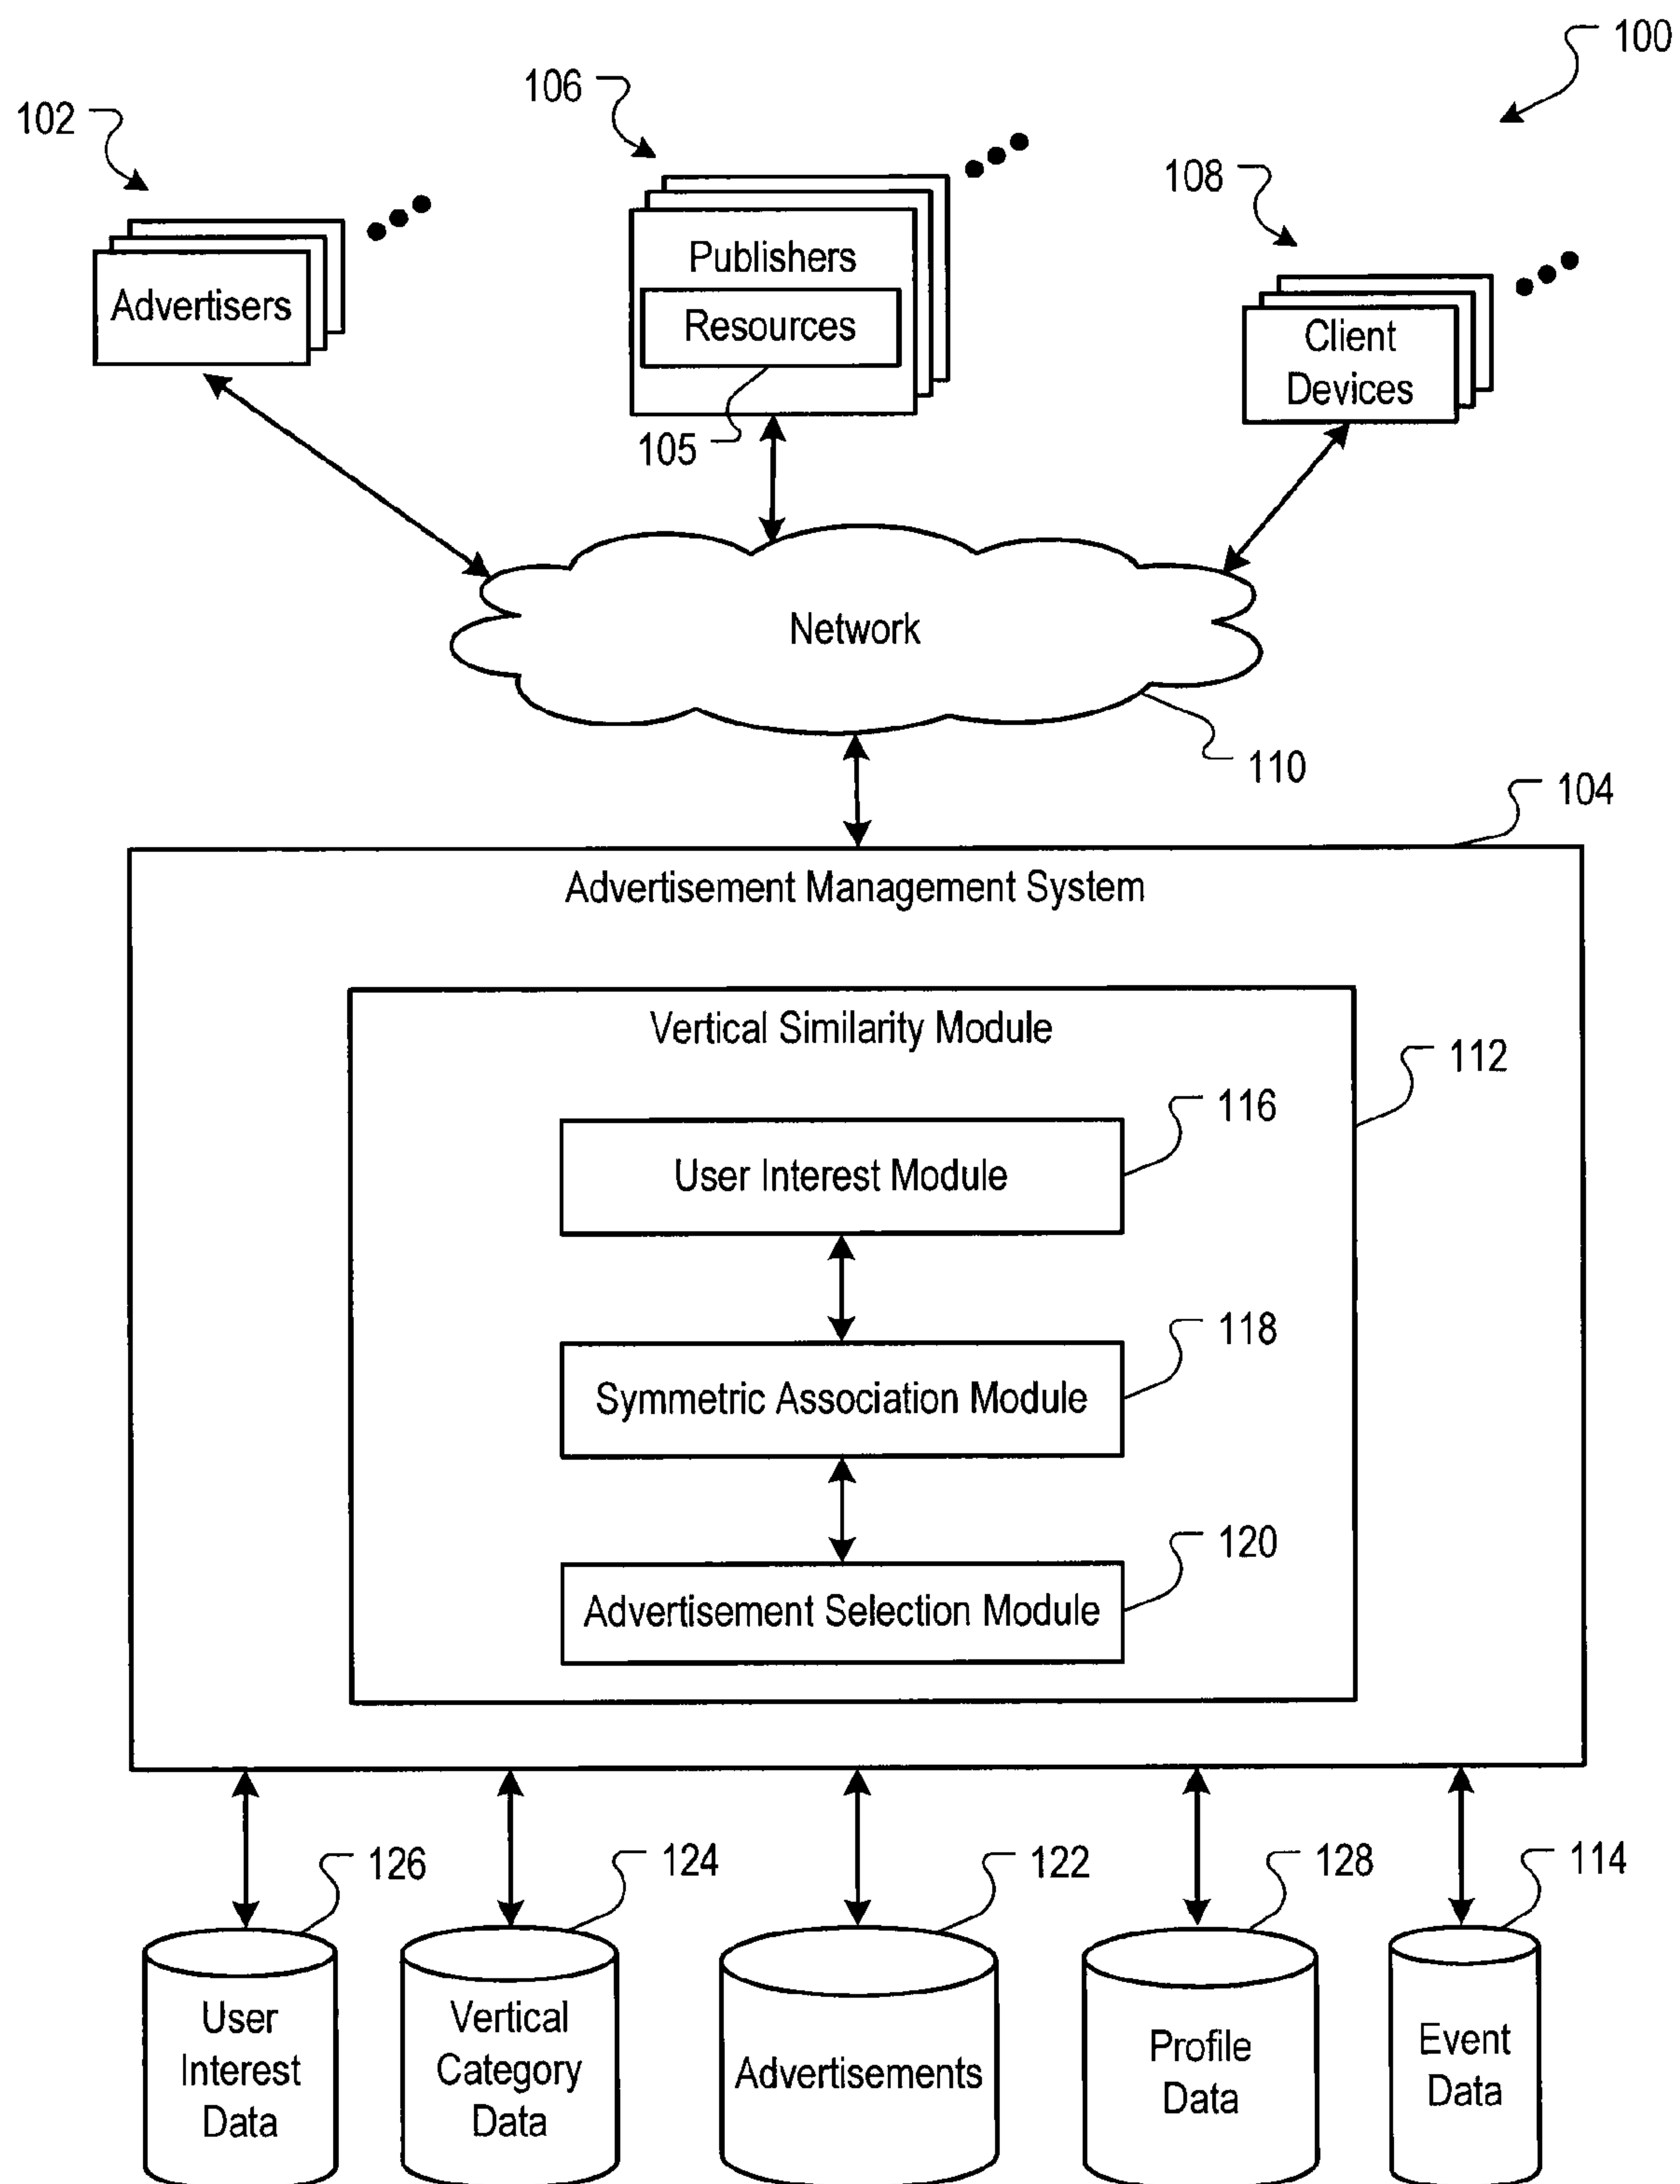 100
106
102
108
Publishers
Advertisers
Resources
Client
Devices
105
Network
110
104
Advertisement Management System
Vertical Similarity Module
112
116
User Interest Module
118
Symmetric Association Module
120
Advertisement Selection Module
126
124
122
128
114
User
Interest
Data
Vertical
Category
Data
Advertisements
Profile
Data
Event
Data